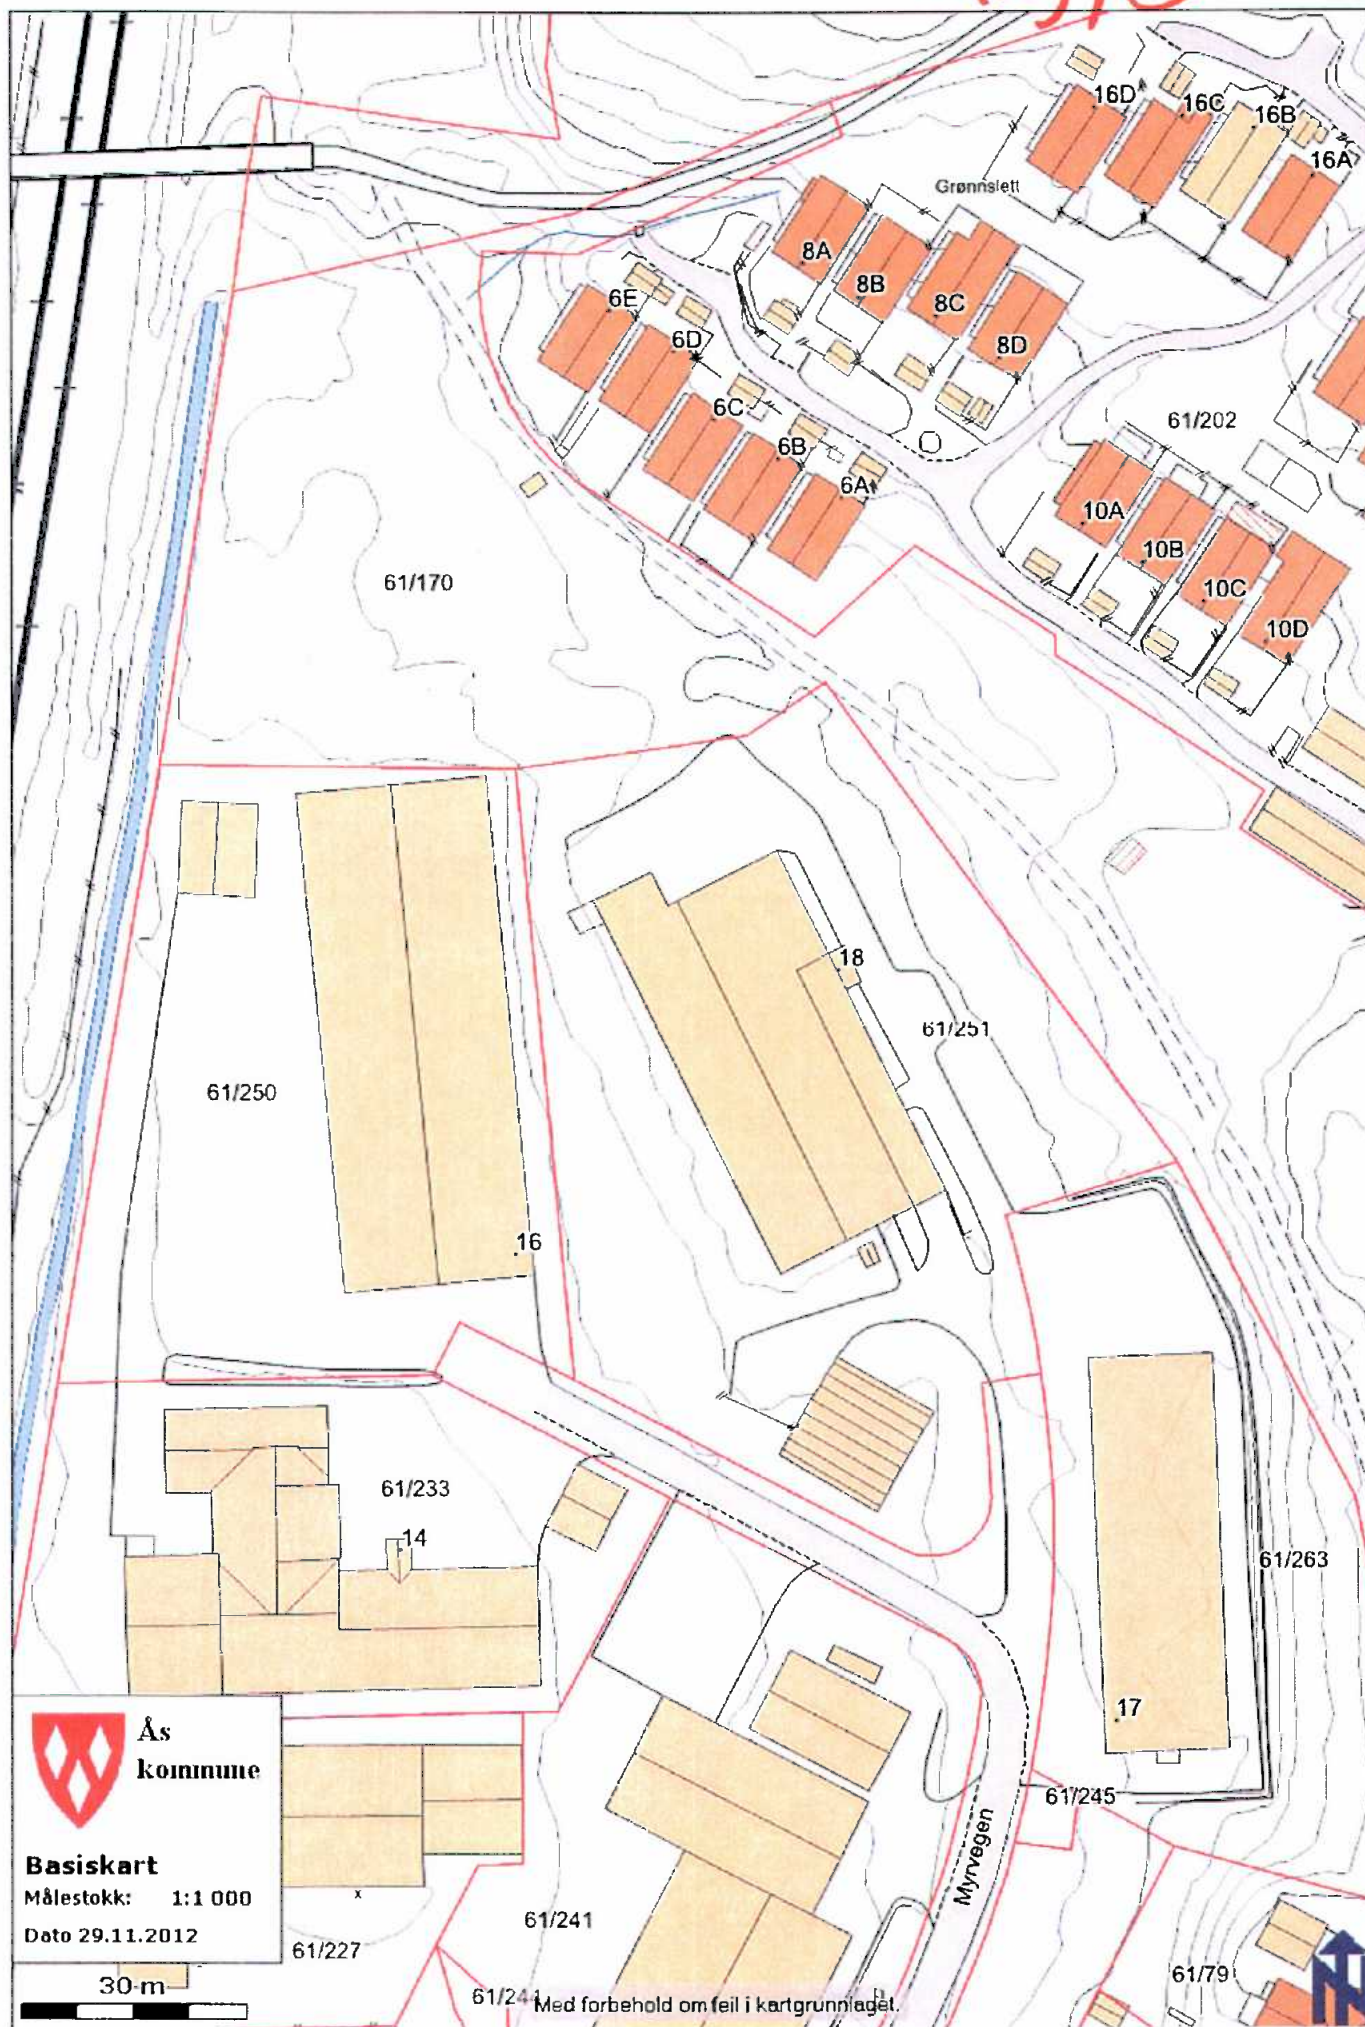 16D
16C
16B
16A
Grønnslett
8A
8B
8C
8D
6E
6D
6C
6B
6A
61/202
10A
10B
10C
10D
61/170
18
61/251
61/250
16
61/233
14
61/263
17
61/245
Myrvegen
Ås
kommune
Basiskart
Målestokk: 1:1 000
Dato 29.11.2012
61/241
61/227
61/79
30 m
Med forbehold om feil i kartgrunnlaget.
N